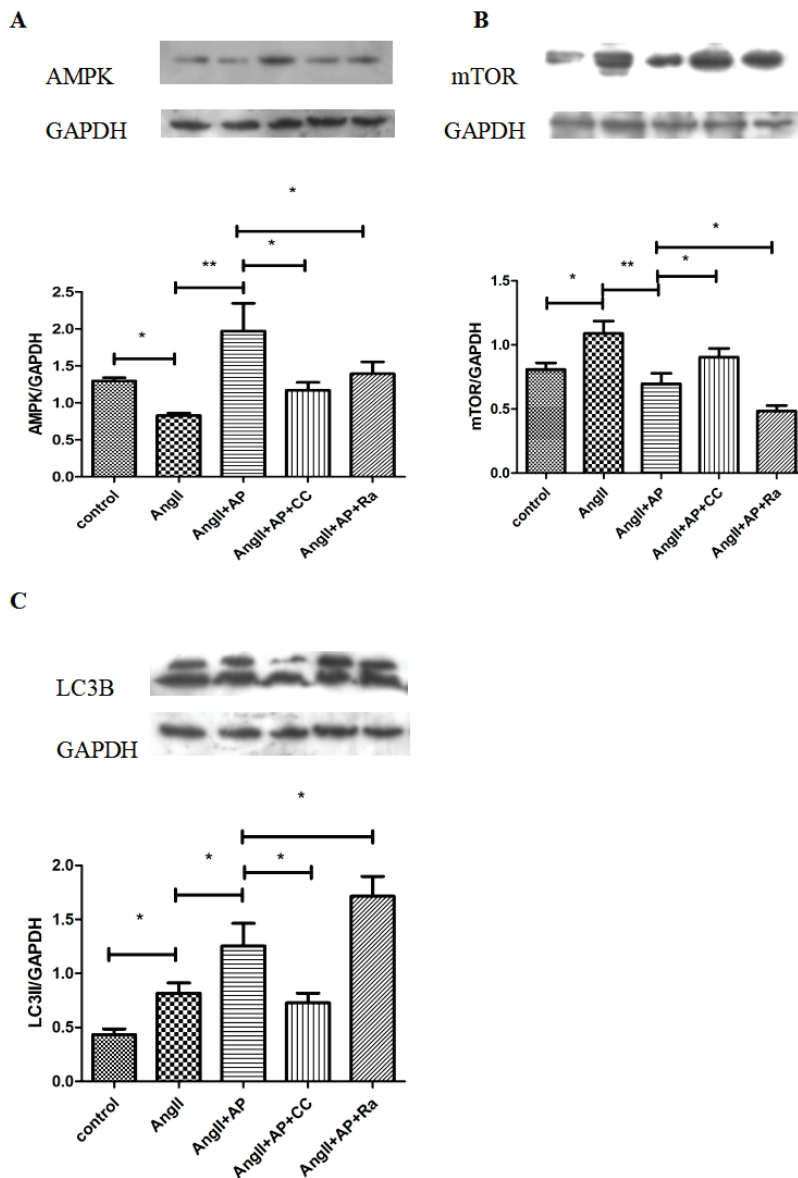 A
AMPK
GAPDH
*
*
**
*
AMPK/GAPDH
2.5
2.0
1.5
1.0
0.5
0.0
control
AngII
AngII+AP
AngII+AP+CC
AngII+AP+Ra
B
mTOR
GAPDH
*
*
**
*
mTOR/GAPDH
1.5
1.0
0.5
0.0
control
AngII
AngII+AP
AngII+AP+CC
AngII+AP+Ra
C
LC3B
GAPDH
*
*
*
*
LC3II/GAPDH
2.0
1.5
1.0
0.5
0.0
control
AngII
AngII+AP
AngII+AP+CC
AngII+AP+Ra